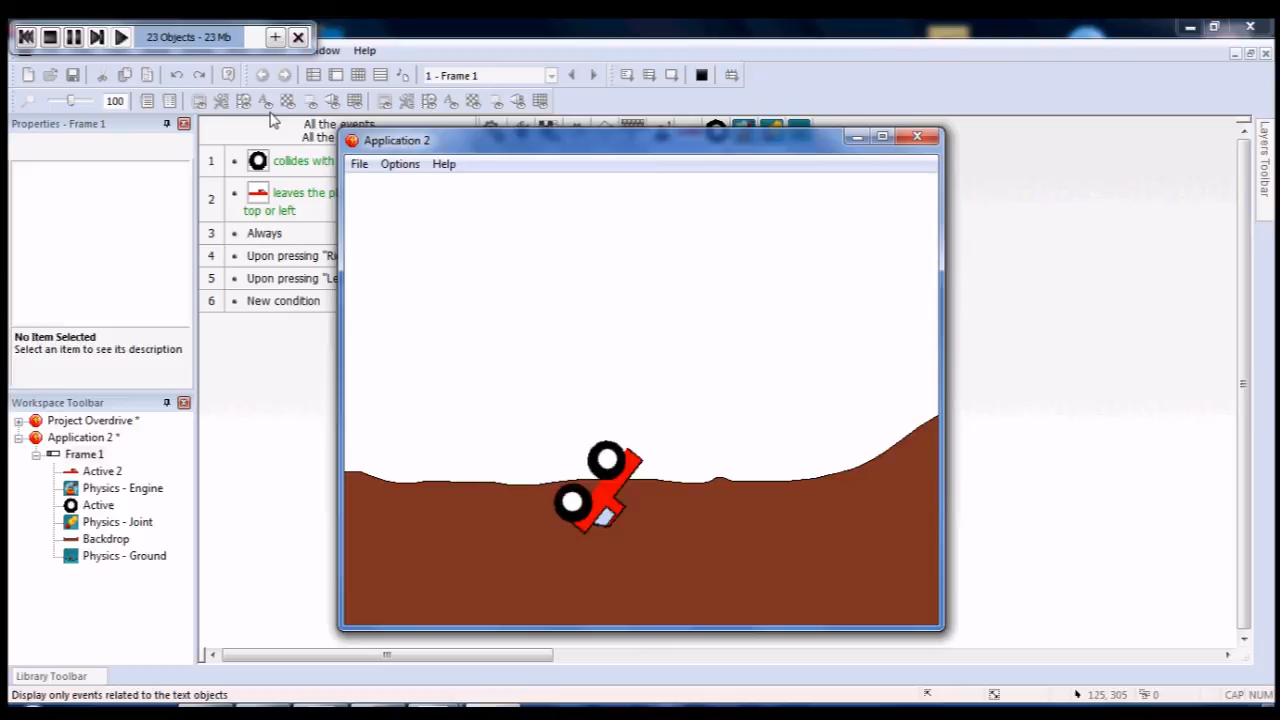 23 Objects - 23 Mb
Help
1 - Frame 1
100
Properties - Frame 1
All the events
All the
Application 2
File Options Help
1 collides with
2 leaves the
top or left
3 Always
4 Upon pressing
5 Upon pressing
6 New condition
No Item Selected
Select an item to see its description
Workspace Toolbar
Project Overdrive *
Application 2 *
Frame 1
Active 2
Physics - Engine
Active
Physics - Joint
Backdrop
Physics - Ground
Layers Toolbar
Library Toolbar
Display only events related to the text objects
125, 305
0
CAP NUM